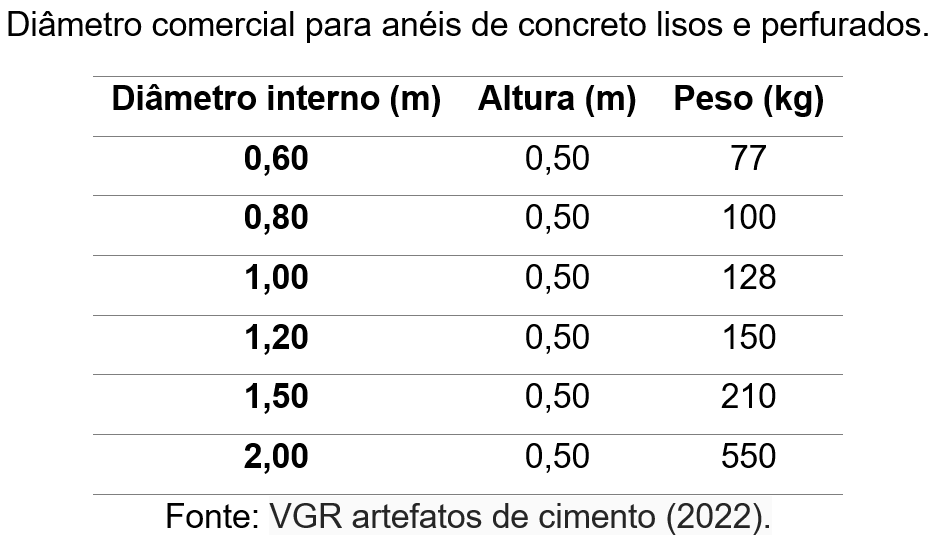 Diâmetro comercial para anéis de concreto lisos e perfurados.
Diâmetro interno (m) Altura (m) Peso (kg)
0,60 0,50 77
0,80 0,50 100
1,00 0,50 128
1,20 0,50 150
1,50 0,50 210
2,00 0,50 550
Fonte: VGR artefatos de cimento (2022).